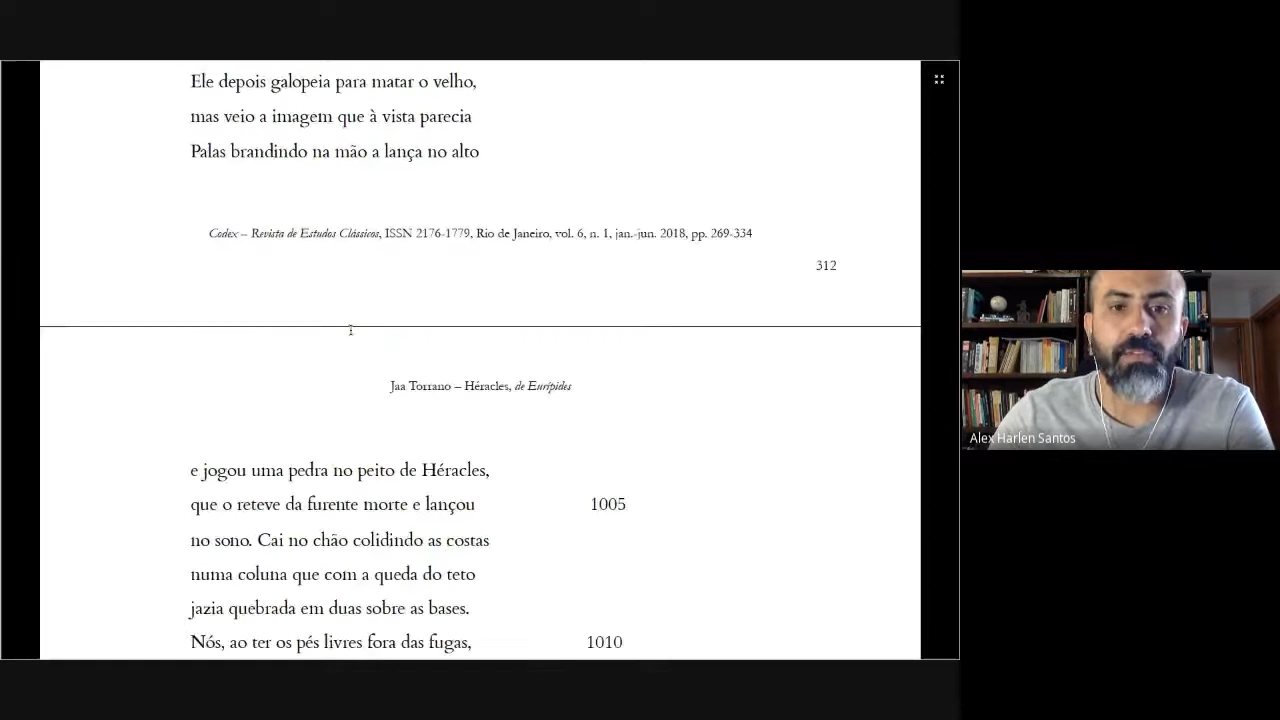 Ele depois galopeia para matar o velho,
mas veio a imagem que à vista parecia
Palas brandindo na mão a lança no alto
Codex – Revista de Estudos Clássicos, ISSN 2176-1779, Rio de Janeiro, vol. 6, n. 1, jan.-jun. 2018, pp. 269-334
312
Jaa Torrano – Héracles, de Eurípides
e jogou uma pedra no peito de Héracles,
que o reteve da furente morte e lançou 1005
no sono. Cai no chão colidindo as costas
numa coluna que com a queda do teto
jazia quebrada em duas sobre as bases.
Nós, ao ter os pés livres fora das fugas, 1010
Alex Harlen Santos